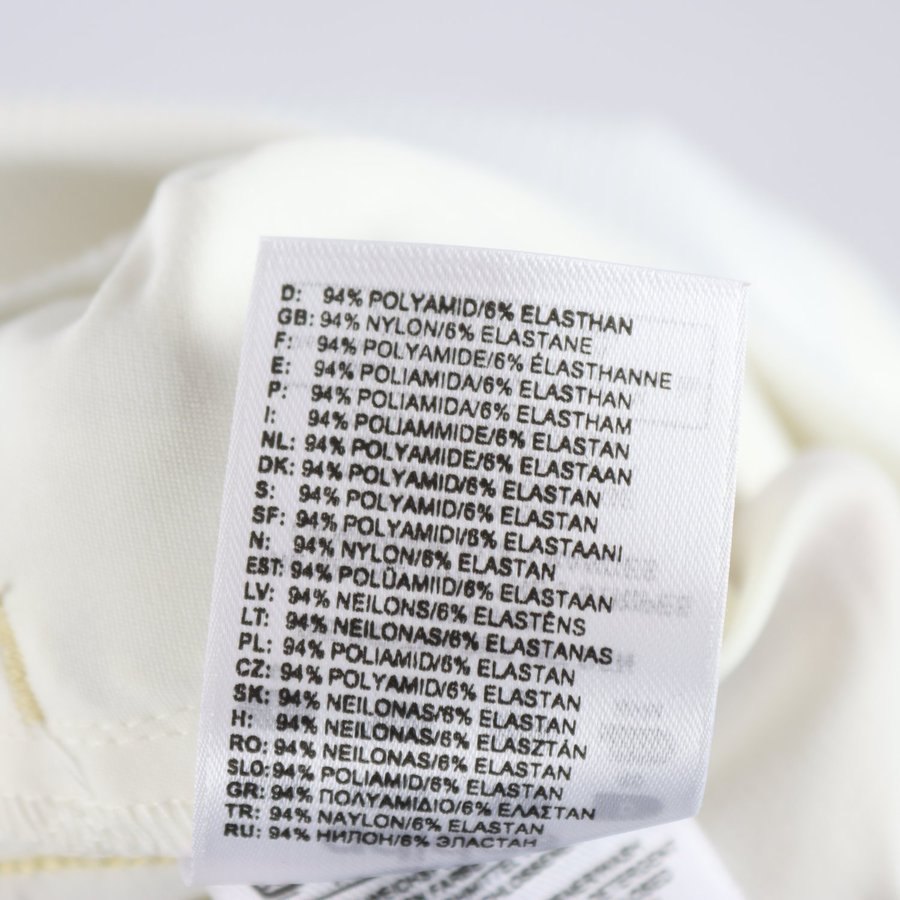 D: 94% POLYAMID/6% ELASTHAN
GB: 94% NYLON/6% ELASTANE
F: 94% POLYAMIDE/6% ÉLASTHANNE
E: 94% POLIAMIDA/6% ELASTHAN
P: 94% POLIAMIDA/6% ELASTHAM
I: 94% POLIAMMIDE/6% ELASTAN
NL: 94% POLYAMIDE/6% ELASTAAN
DK: 94% POLYAMID/6% ELASTAN
S: 94% POLYAMID/6% ELASTAN
SF: 94% POLYAMIDI/6% ELASTAANI
N: 94% NYLON/6% ELASTAN
EST: 94% POLÜAMIID/6% ELASTAAN
LV: 94% NEILONS/6% ELASTĒNS
LT: 94% NEILONAS/6% ELASTANAS
PL: 94% POLIAMID/6% ELASTAN
CZ: 94% POLYAMID/6% ELASTAN
SK: 94% NEILONAS/6% ELASTAN
H: 94% NEILONAS/6% ELASZTÁN
RO: 94% NEILONAS/6% ELASTAN
SLO: 94% POLIAMID/6% ELASTAN
GR: 94% ΠΟΛΥΑΜΙΔΙΟ/6% ΕΛΑΣΤΑΝ
TR: 94% NAYLON/6% ELASTAN
RU: 94% НИЛОН/6% ЭЛАСТАН